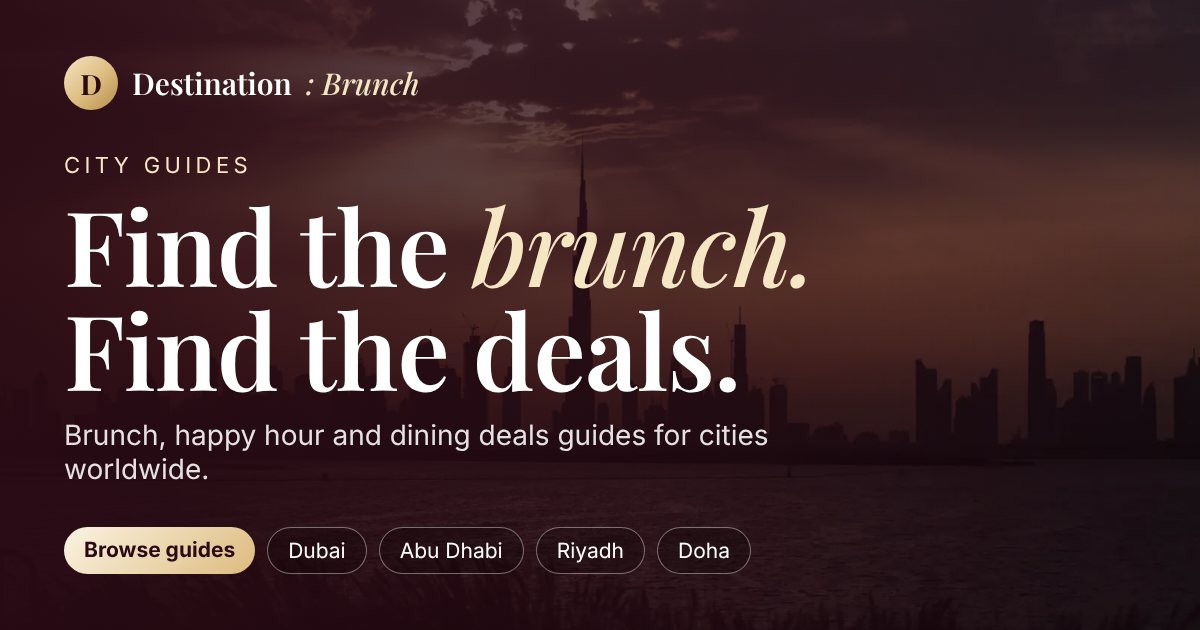 D Destination : Brunch
CITY GUIDES
Find the brunch.
Find the deals.
Brunch, happy hour and dining deals guides for cities
worldwide.
Browse guides Dubai Abu Dhabi Riyadh Doha